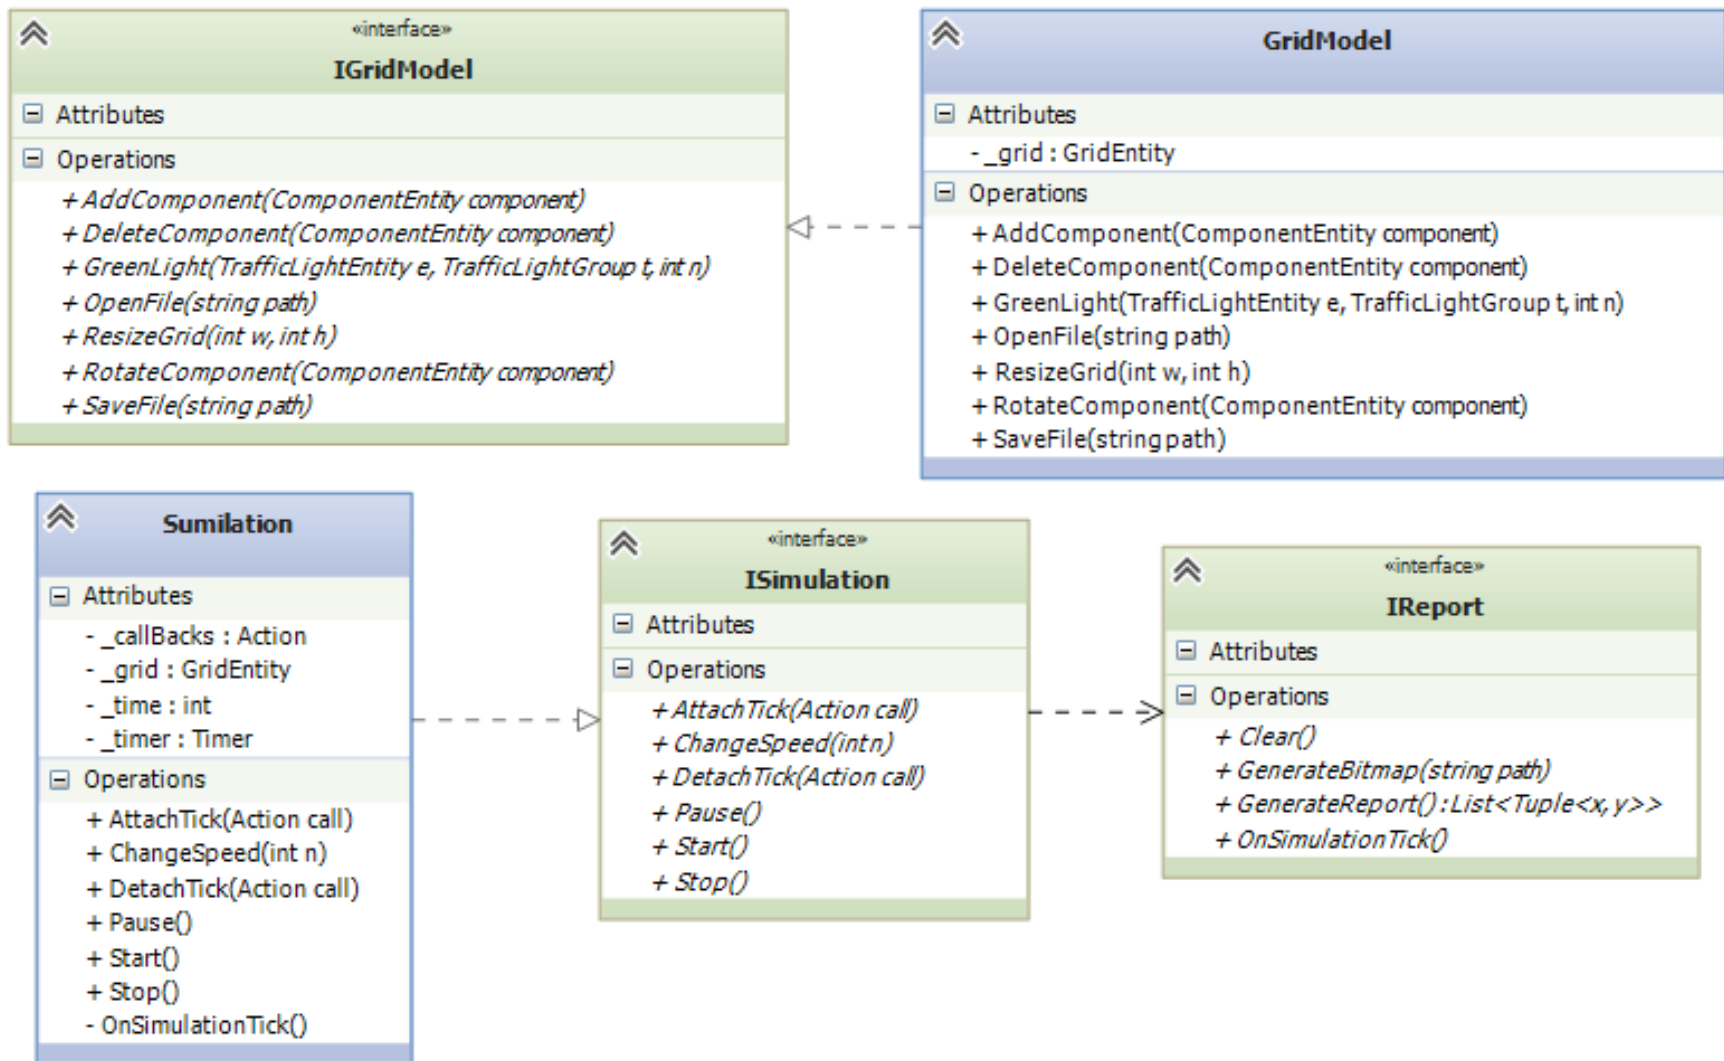 «interface»
IGridModel
Attributes
Operations
+ AddComponent(ComponentEntity component)
+ DeleteComponent(ComponentEntity component)
+ GreenLight(TrafficLightEntity e, TrafficLightGroup t, int n)
+ OpenFile(string path)
+ ResizeGrid(int w, int h)
+ RotateComponent(ComponentEntity component)
+ SaveFile(string path)
GridModel
Attributes
- _grid : GridEntity
Operations
+ AddComponent(ComponentEntity component)
+ DeleteComponent(ComponentEntity component)
+ GreenLight(TrafficLightEntity e, TrafficLightGroup t, int n)
+ OpenFile(string path)
+ ResizeGrid(int w, int h)
+ RotateComponent(ComponentEntity component)
+ SaveFile(string path)
Sumilation
Attributes
- _callBacks : Action
- _grid : GridEntity
- _time : int
- _timer : Timer
Operations
+ AttachTick(Action call)
+ ChangeSpeed(int n)
+ DetachTick(Action call)
+ Pause()
+ Start()
+ Stop()
- OnSimulationTick()
«interface»
ISimulation
Attributes
Operations
+ AttachTick(Action call)
+ ChangeSpeed(int n)
+ DetachTick(Action call)
+ Pause()
+ Start()
+ Stop()
«interface»
IReport
Attributes
Operations
+ Clear()
+ GenerateBitmap(string path)
+ GenerateReport() : List<Tuple<x, y>>
+ OnSimulationTick()